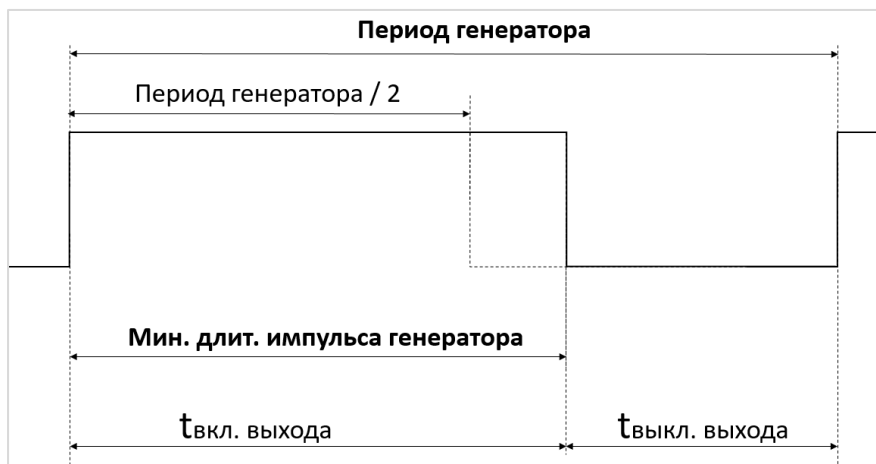 Период генератора
Период генератора / 2
Мин. длит. импульса генератора
tвкл. выхода
tвыкл. выхода